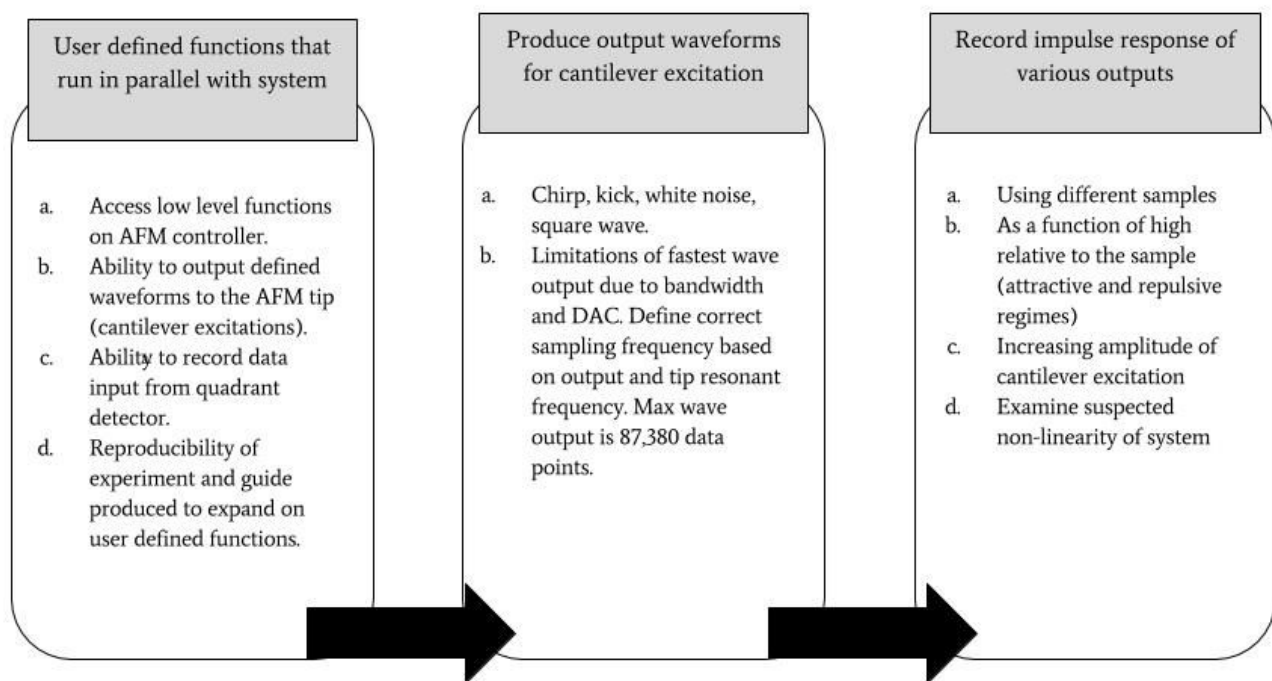 User defined functions that
run in parallel with system
a. Access low level functions
on AFM controller.
b. Ability to output defined
waveforms to the AFM tip
(cantilever excitations).
c. Ability to record data
input from quadrant
detector.
d. Reproducibility of
experiment and guide
produced to expand on
user defined functions.
Produce output waveforms
for cantilever excitation
a. Chirp, kick, white noise,
square wave.
b. Limitations of fastest wave
output due to bandwidth
and DAC. Define correct
sampling frequency based
on output and tip resonant
frequency. Max wave
output is 87,380 data
points.
Record impulse response of
various outputs
a. Using different samples
b. As a function of high
relative to the sample
(attractive and repulsive
regimes)
c. Increasing amplitude of
cantilever excitation
d. Examine suspected
non-linearity of system